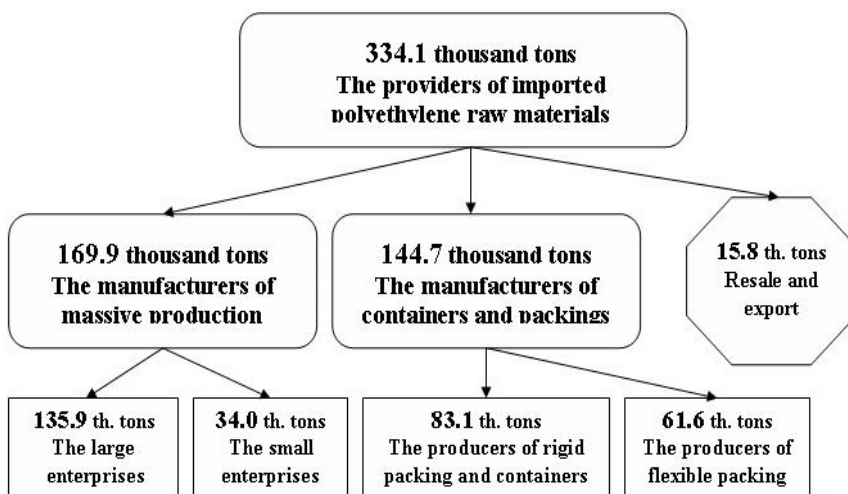 334.1 thousand tons
The providers of imported
polyethylene raw materials
169.9 thousand tons
The manufacturers of
massive production
144.7 thousand tons
The manufacturers of
containers and packings
15.8 th. tons
Resale and
export
135.9 th. tons
The large
enterprises
34.0 th. tons
The small
enterprises
83.1 th. tons
The producers of rigid
packing and containers
61.6 th. tons
The producers of
flexible packing